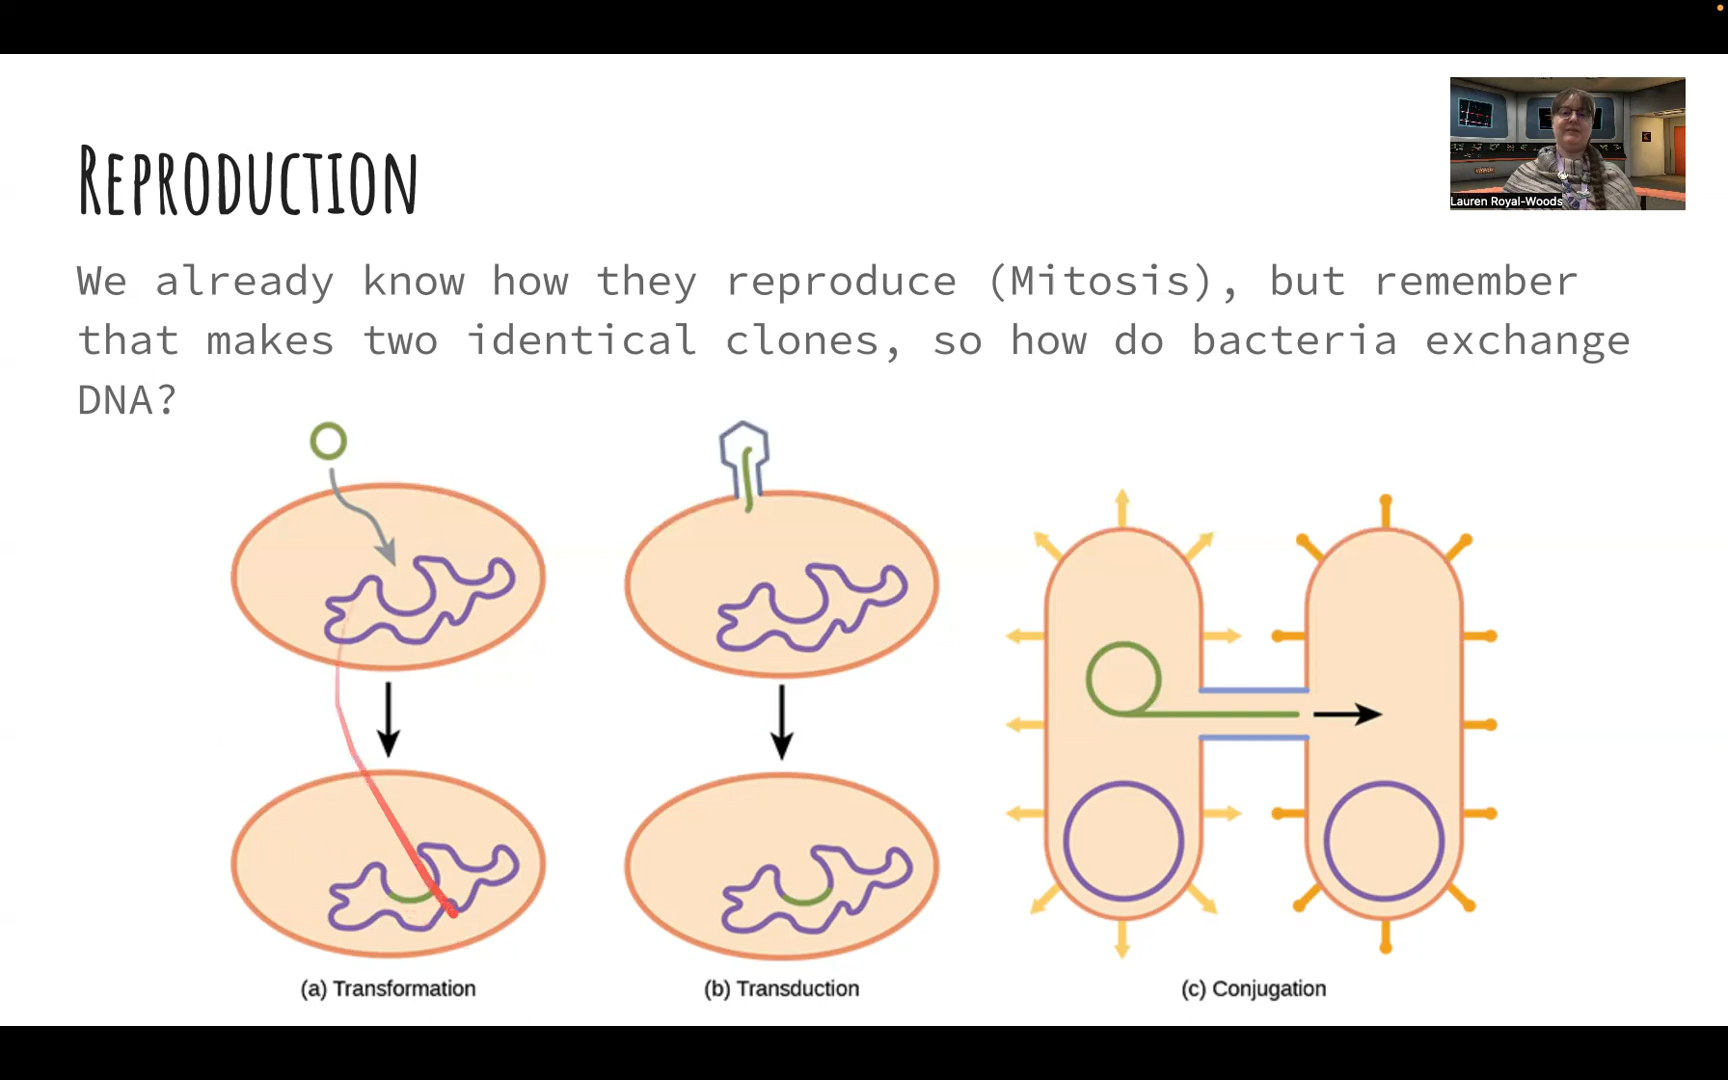 REPRODUCTION
Lauren Royal-Woods
We already know how they reproduce (Mitosis), but remember
that makes two identical clones, so how do bacteria exchange
DNA?
(a) Transformation
(b) Transduction
(c) Conjugation